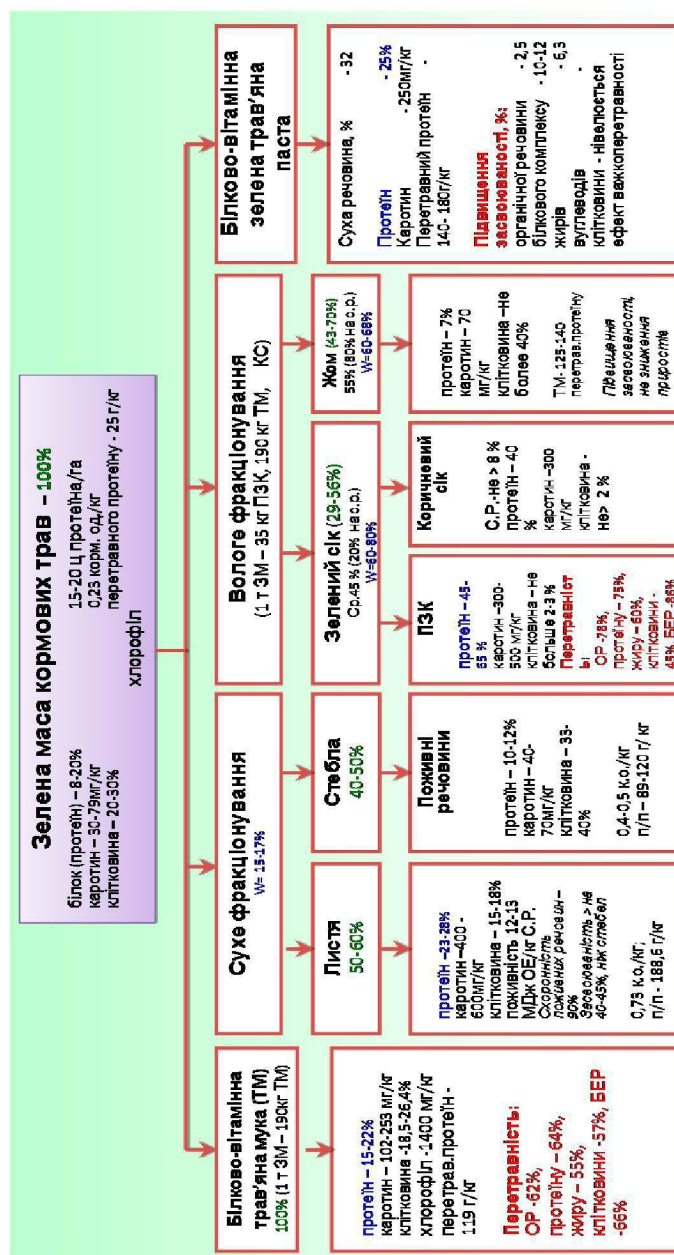 Зелена маса кормових трав – 100%
білок (протеїн) – 8-20%
каротин – 30-79мг/кг
клітковина – 20-30%
15-20 Ц протеїна/га
0,23 корм. од./кг
перетравного протеїну - 25 г/кг
хлорофіл
Білково-вітамінна
трав’яна мука (ТМ)
100% (1 т ЗМ – 190кг ТМ)
протеїн – 15-22%
каротин – 102-253 мг/кг
клітковина -18,5-26,4%
хлорофіл -1400 мг/кг
перетрав.протеїн -
119 г/кг
Перетравність:
ОР -62%,
протеїну – 64%,
жиру – 55%,
клітковини -57%, БЕР
-66%
Сухе фракціонування
W= 15-17%
Листя
50-60%
протеїн –23-28%
каротин –400 -
600мг/кг
клітковина – 15-18%
поживність 12-13
МДж ОЕ/кг С.Р.
Схоронність
поживних речовин –
90%
Засвоюваність > не
40-45%, ніж стебел
0,73 к.о./кг;
п/п - 188,6 г/кг
Стебла
40-50%
Поживні
речовини
протеїн – 10-12%
каротин – 40-
70мг/кг
клітковина – 33-
40%
0,4-0,5 к.о./кг
п/п – 89-120 г/ кг
Вологе фракціонування
(1 т ЗМ – 35 кг ПЗК, 190 кг ТМ, КС)
Зелений сік (29-56%)
Ср.45 % (20% на с.р.)
W=60-80%
ПЗК
протеїн – 45-
65 %
каротин –300-
500 мг/кг
клітковина – не
больше 2-3 %
Перетравніст
ь:
ОР -78%,
протеїну – 75%,
жиру – 60%,
клітковини -
45%, БЕР -86%
Коричневий
сік
С.Р.-не > 8 %
протеїн – 40
%
каротин –300
мг/кг
клітковина -
не> 2 %
Жом (43-70%)
55% (80% на с.р.)
W=60-68%
протеїн – 7%
каротин – 70
мг/кг
клітковина –не
более 40%
ТМ- 125-140
перетрав.протеїну
Підвищення
засвоюваності,
не зниження
приростів
Білково-вітамінна
зелена трав’яна
паста
Суха речовина, % - 32
Протеїн - 25%
Каротин - 250мг/кг
Перетравний протеїн -
140- 180г/кг
Підвищення
засвоюваності, %:
органічної речовини - 2,5
білкового комплексу - 10-12
жирів - 6,3
вуглеводів -
клітковини - нівелюється
ефект важкоперетравності